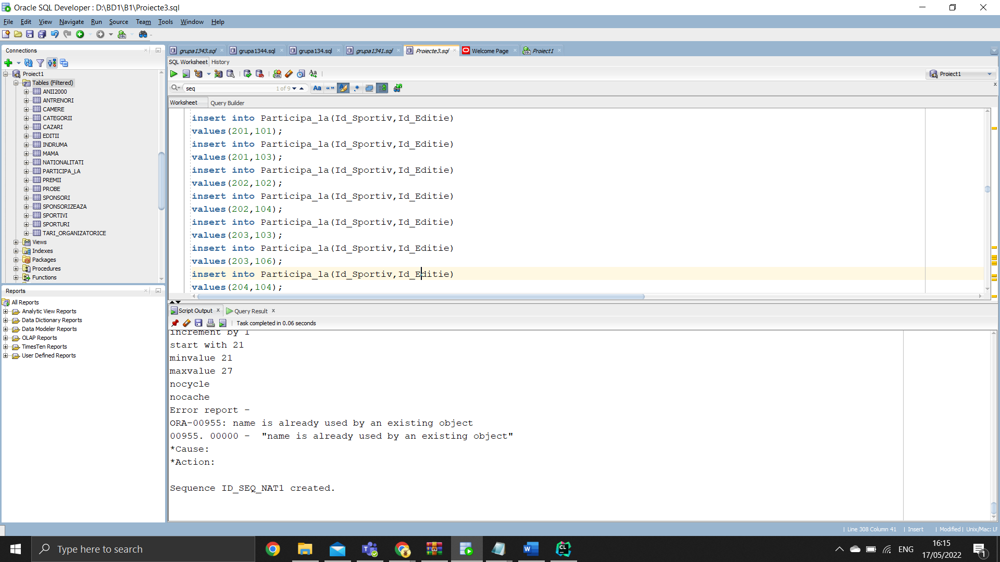 Oracle SQL Developer : D:\BD1\B1\Proiecte3.sql
File Edit View Navigate Run Source Team Tools Window Help
Connections
Proiect1
Tables (Filtered)
ANII2000
ANTRENORI
CAMERE
CATEGORII
CAZARI
EDITII
INDRUMA
MAMA
NATIONALITATI
PARTICIPA_LA
PREMII
PROBE
SPONSORI
SPONSORIZEAZA
SPORTIVI
SPORTURI
TARI_ORGANIZATORICE
Views
Indexes
Packages
Procedures
Functions
Reports
All Reports
Analytic View Reports
Data Dictionary Reports
Data Modeler Reports
OLAP Reports
TimesTen Reports
User Defined Reports
grupa1343.sql grupa1344.sql grupa134.sql grupa1341.sql Proiecte3.sql Welcome Page Proiect1
SQL Worksheet History
Proiect1
seq 1 of 9
Worksheet Query Builder
insert into Participa_la(Id_Sportiv,Id_Editie)
values(201,101);
insert into Participa_la(Id_Sportiv,Id_Editie)
values(201,103);
insert into Participa_la(Id_Sportiv,Id_Editie)
values(202,102);
insert into Participa_la(Id_Sportiv,Id_Editie)
values(202,104);
insert into Participa_la(Id_Sportiv,Id_Editie)
values(203,103);
insert into Participa_la(Id_Sportiv,Id_Editie)
values(203,106);
insert into Participa_la(Id_Sportiv,Id_Editie)
values(204,104);
Script Output Query Result
Task completed in 0.06 seconds
increment by 1
start with 21
minvalue 21
maxvalue 27
nocycle
nocache
Error report -
ORA-00955: name is already used by an existing object
00955. 00000 - "name is already used by an existing object"
*Cause:
*Action:
Sequence ID_SEQ_NAT1 created.
Line 308 Column 41 Insert Modified Unix/Mac: LF
Type here to search
ENG
16:15
17/05/2022
1